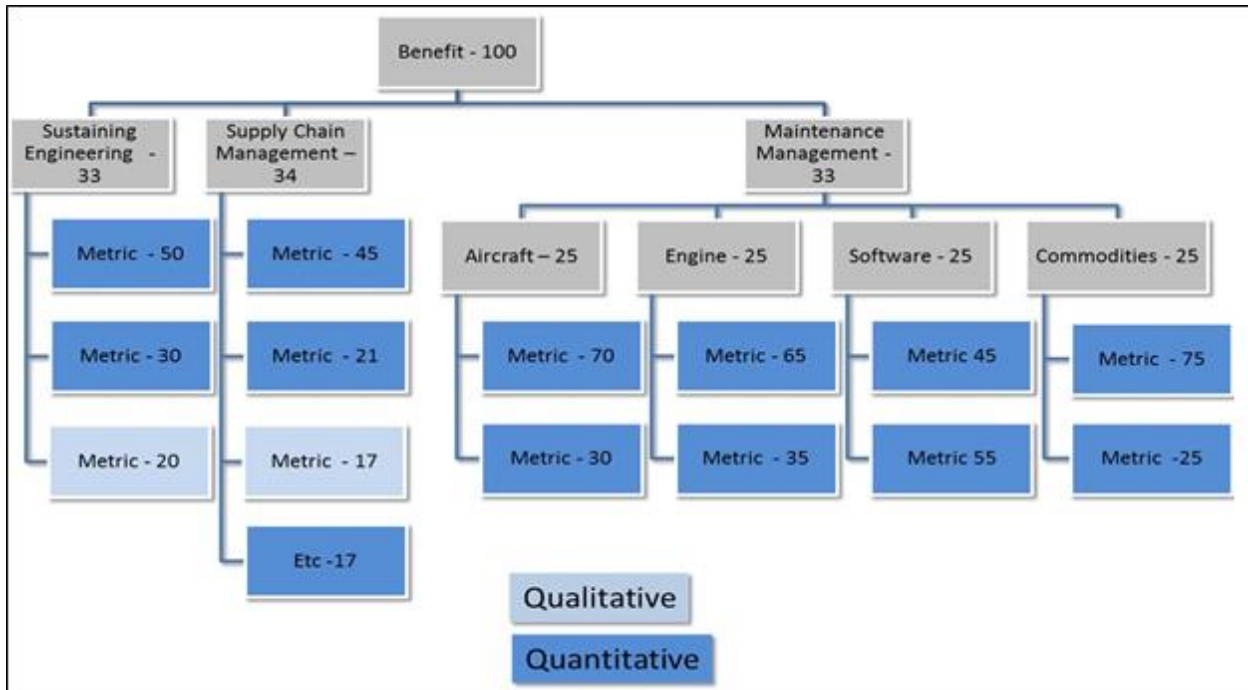 Benefit - 100
Sustaining
Engineering -
33
Supply Chain
Management –
34
Maintenance
Management -
33
Metric - 50
Metric - 45
Aircraft – 25
Engine - 25
Software - 25
Commodities - 25
Metric - 30
Metric - 21
Metric - 70
Metric - 65
Metric 45
Metric - 75
Metric - 20
Metric - 17
Metric - 30
Metric - 35
Metric 55
Metric -25
Etc -17
Qualitative
Quantitative